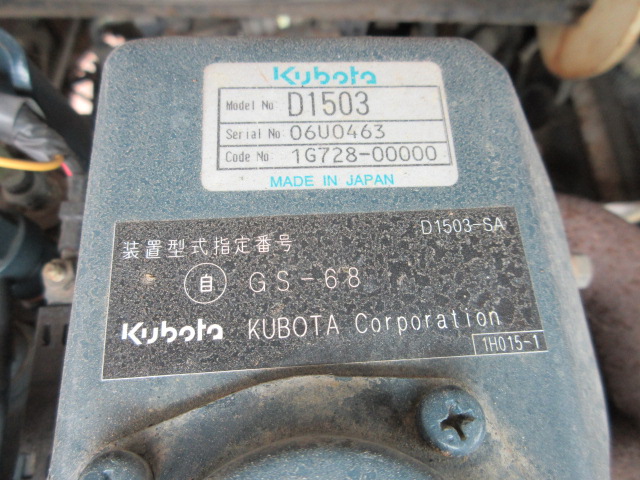 Kubota
Model No D1503
Serial No 06U0463
Code No 1G728-00000
MADE IN JAPAN
D1503-SA
装置型式指定番号
自 GS-68
Kubota KUBOTA Corporation
1H015-1